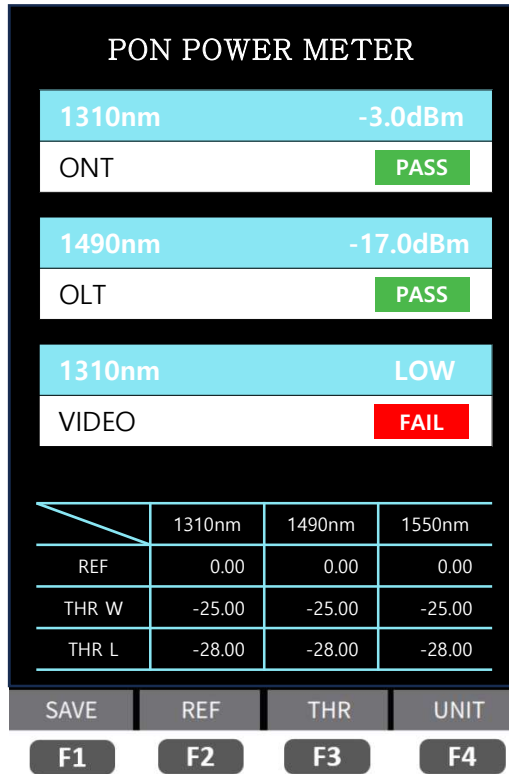 PON POWER METER
1310nm -3.0dBm
ONT PASS
1490nm -17.0dBm
OLT PASS
1310nm LOW
VIDEO FAIL
1310nm 1490nm 1550nm
REF 0.00 0.00 0.00
THR W -25.00 -25.00 -25.00
THR L -28.00 -28.00 -28.00
SAVE REF THR UNIT
F1 F2 F3 F4